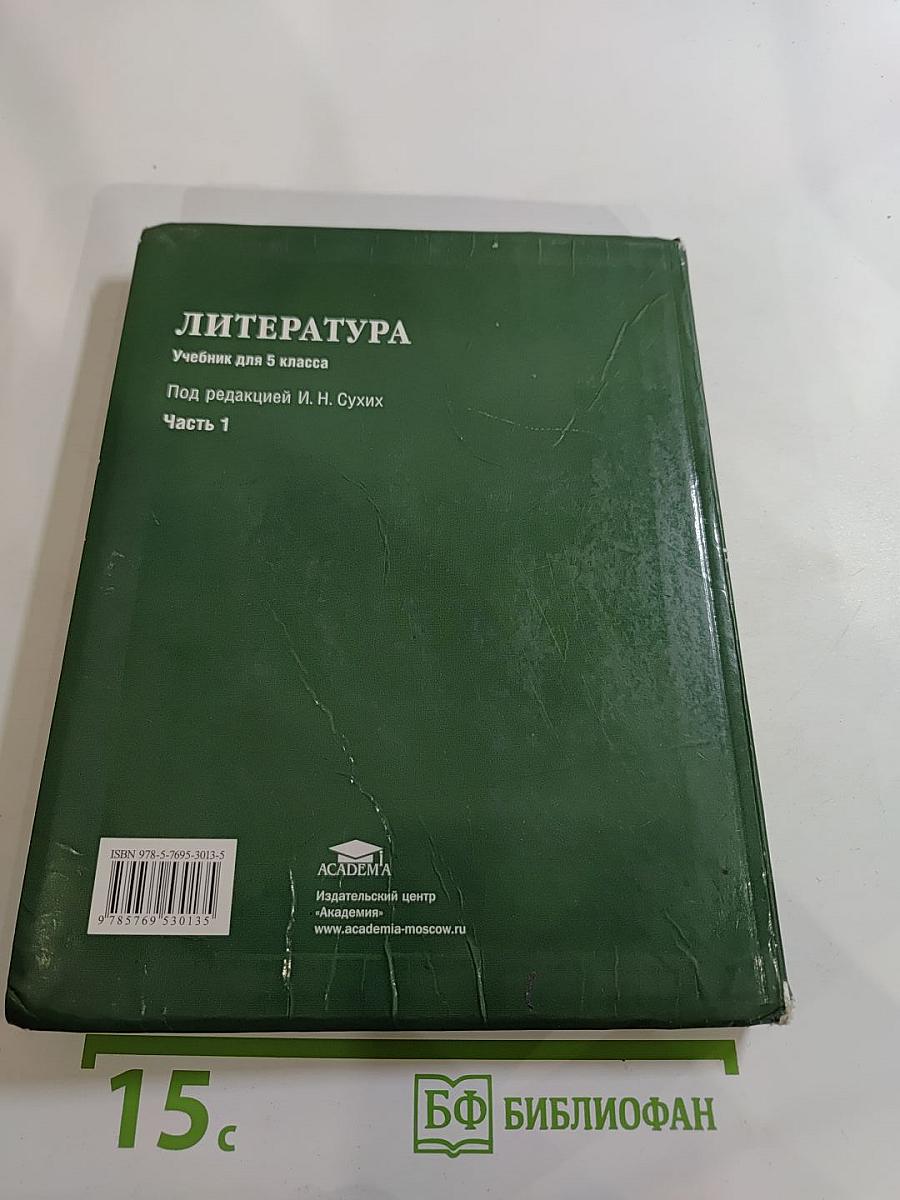 ЛИТЕРАТУРА
Учебник для 5 класса
Под редакцией И. Н. Сухих
Часть 1
ISBN 978-5-7695-3013-5
9 785769 530135
ACADEMA
Издательский центр
«Академия»
www.academia-moscow.ru
15 с
БФ БИБЛИОФАН